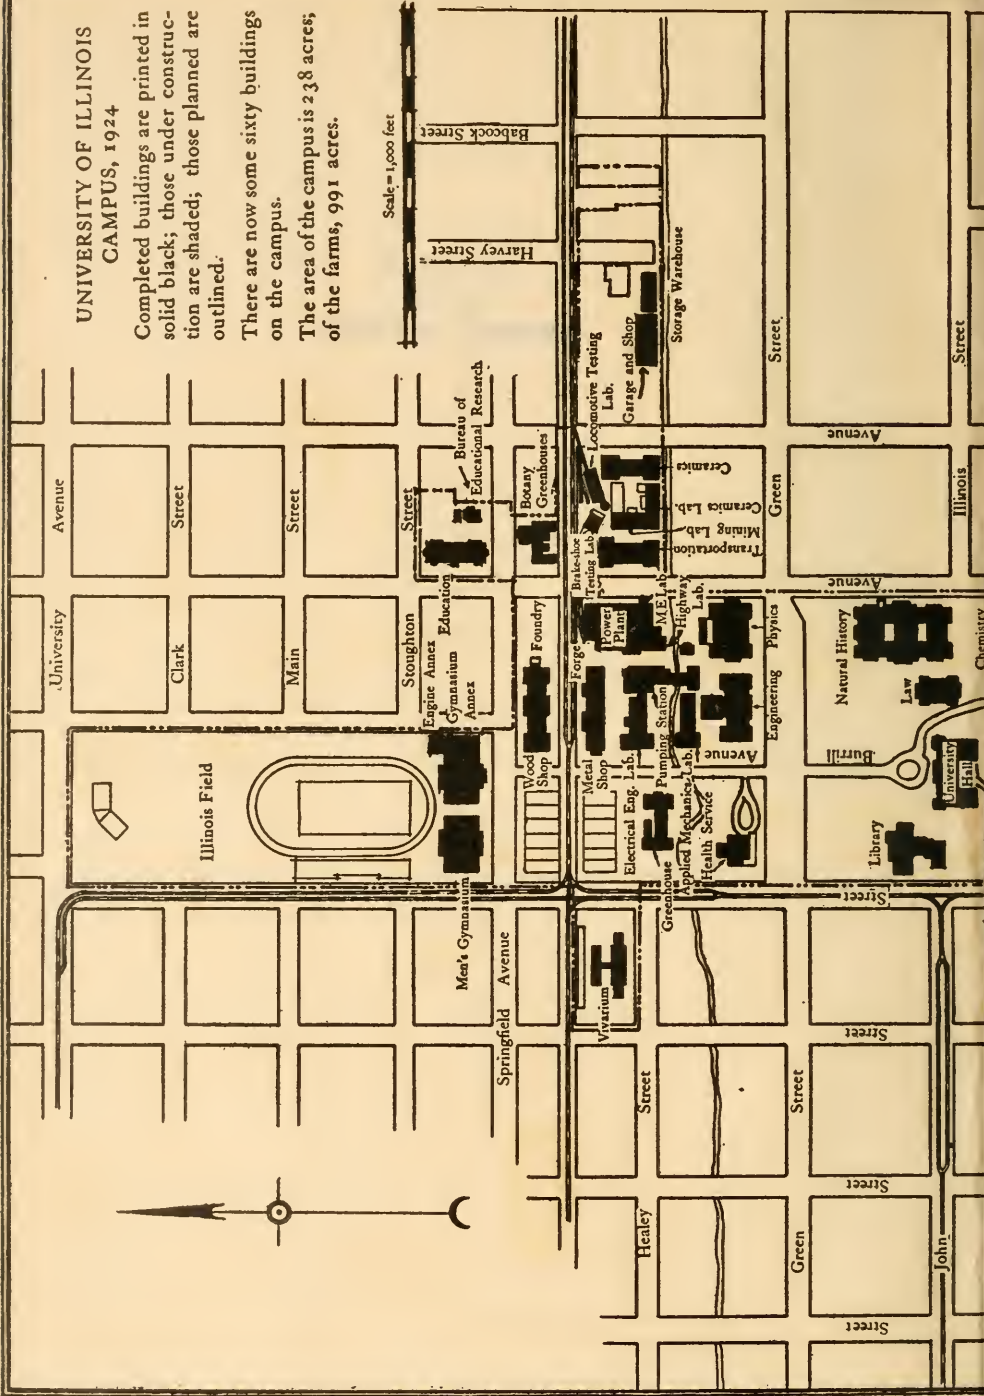 UNIVERSITY OF ILLINOIS
CAMPUS, 1924
Completed buildings are printed in
solid black; those under construc-
tion are shaded; those planned are
outlined.
There are now some sixty buildings
on the campus.
The area of the campus is 238 acres;
of the farms, 991 acres.
Scale=1,000 feet
University
Avenue
Clark
Street
Main
Street
Stoughton
Street
Babcock Street
Harvey Street
Illinois Field
Engine Annex
Gymnasium
Annex
Men's Gymnasium
Education
Bureau of
Educational Research
Botany
Greenhouses
Springfield
Avenue
Wood
Shop
Foundry
Forge
Metal
Shop
Power
Plant
M E Lab.
Highway
Lab.
Brake-shoe
Testing Lab.
Locomotive Testing
Lab.
Garage and Shop
Storage Warehouse
Ceramics
Ceramics Lab.
Mining Lab.
Transportation
Electrical Eng. Lab.
Pumping Station
Applied Mechanics Lab.
Health Service
Greenhouse
Vivarium
Physics
Engineering
Burrill
Avenue
Avenue
Avenue
Healey
Street
Green
Street
Green
Street
Natural History
Law
Chemistry
University
Hall
Library
Street
Street
Street
Street
John
Illinois
Street